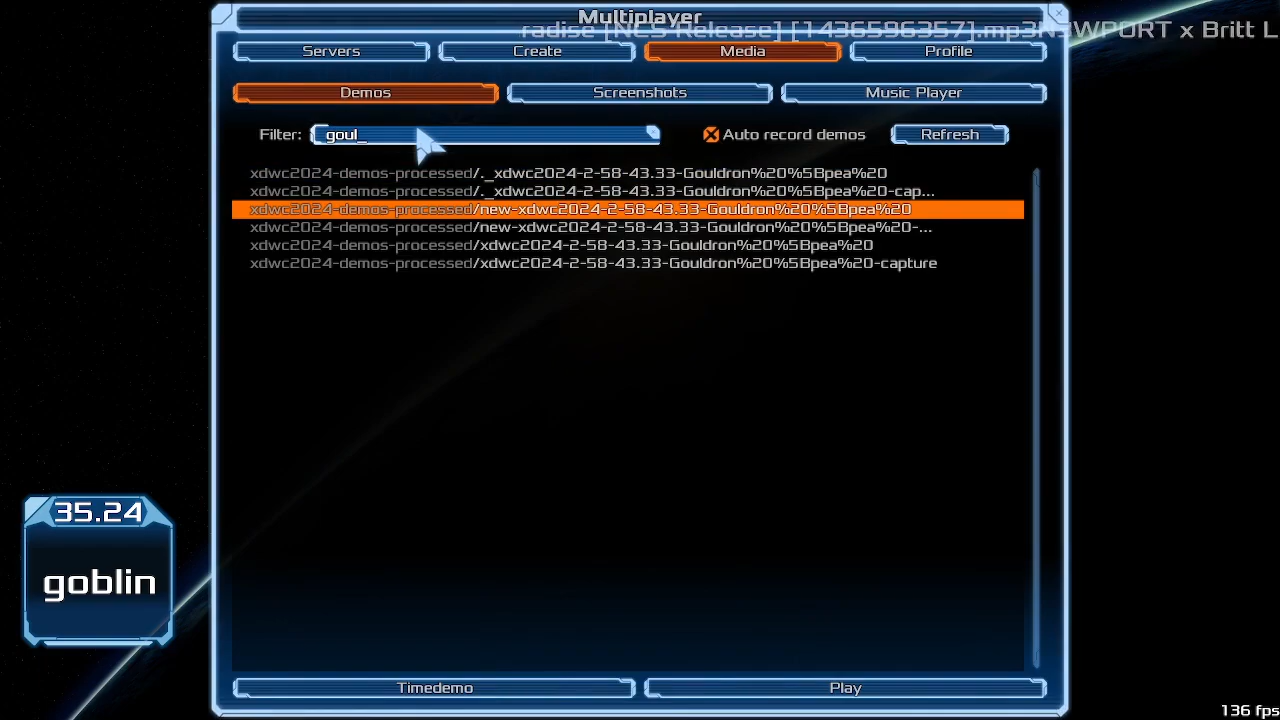 Multiplayer
radise [NCS Release] [1436596357].mp3N3WPORT x Britt L
Servers Create Media Profile
Demos Screenshots Music Player
Filter: goul_ Auto record demos Refresh
xdwc2024-demos-processed/._xdwc2024-2-58-43.33-Gouldron%20%5Bpea%20
xdwc2024-demos-processed/._xdwc2024-2-58-43.33-Gouldron%20%5Bpea%20-cap...
xdwc2024-demos-processed/new-xdwc2024-2-58-43.33-Gouldron%20%5Bpea%20
xdwc2024-demos-processed/new-xdwc2024-2-58-43.33-Gouldron%20%5Bpea%20-...
xdwc2024-demos-processed/xdwc2024-2-58-43.33-Gouldron%20%5Bpea%20
xdwc2024-demos-processed/xdwc2024-2-58-43.33-Gouldron%20%5Bpea%20-capture
35.24
goblin
Timedemo Play
136 fps